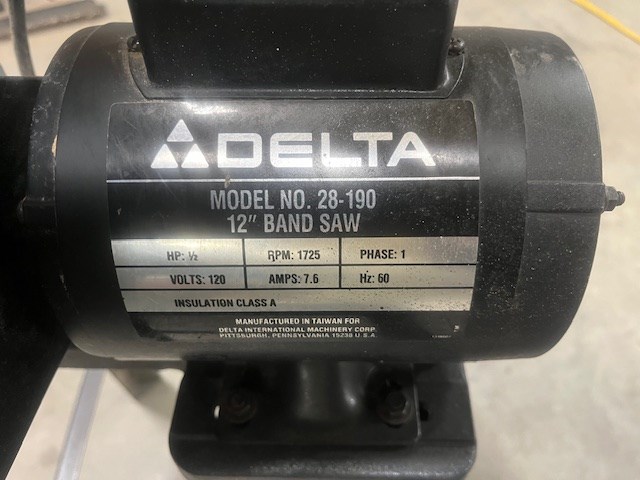 DELTA
MODEL NO. 28-190
12" BAND SAW
HP: ½ RPM: 1725 PHASE: 1
VOLTS: 120 AMPS: 7.6 Hz: 60
INSULATION CLASS A
MANUFACTURED IN TAIWAN FOR
DELTA INTERNATIONAL MACHINERY CORP.
PITTSBURGH, PENNSYLVANIA 15238 U.S.A.